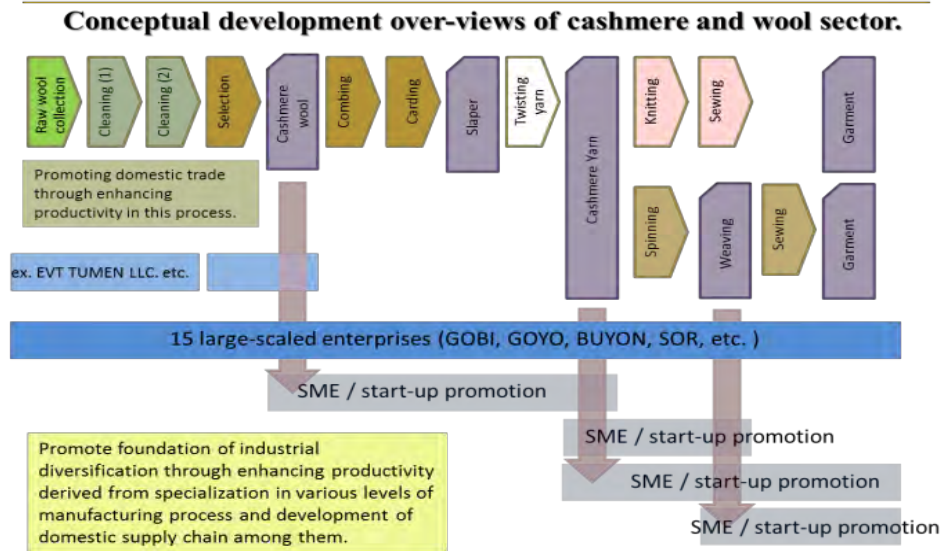 Conceptual development over-views of cashmere and wool sector.
Raw wool
collection
Cleaning (1)
Cleaning (2)
Selection
Cashmere
wool
Combing
Carding
Slaper
Twisting
yarn
Cashmere Yarn
Knitting
Sewing
Garment
Spinning
Weaving
Sewing
Garment
Promoting domestic trade
through enhancing
productivity in this process.
ex. EVT TUMEN LLC. etc.
15 large-scaled enterprises (GOBI, GOYO, BUYON, SOR, etc. )
SME / start-up promotion
SME / start-up promotion
SME / start-up promotion
SME / start-up promotion
Promote foundation of industrial
diversification through enhancing productivity
derived from specialization in various levels of
manufacturing process and development of
domestic supply chain among them.